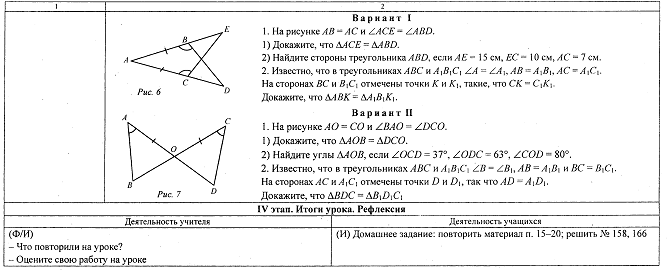 1
2
Вариант I
1. На рисунке AB = AC и ∠ACE = ∠ABD.
1) Докажите, что ΔACE = ΔABD.
2) Найдите стороны треугольника ABD, если AE = 15 см, EC = 10 см, AC = 7 см.
2. Известно, что в треугольниках ABC и A₁B₁C₁ ∠A = ∠A₁, AB = A₁B₁, AC = A₁C₁.
На сторонах BC и B₁C₁ отмечены точки K и K₁, такие, что CK = C₁K₁.
Докажите, что ΔABK = ΔA₁B₁K₁.
A
B
E
C
D
Рис. 6
Вариант II
1. На рисунке AO = CO и ∠BAO = ∠DCO.
1) Докажите, что ΔAOB = ΔDCO.
2) Найдите углы ΔAOB, если ∠OCD = 37°, ∠ODC = 63°, ∠COD = 80°.
2. Известно, что в треугольниках ABC и A₁B₁C₁ ∠B = ∠B₁, AB = A₁B₁ и BC = B₁C₁.
На сторонах AC и A₁C₁ отмечены точки D и D₁, так что AD = A₁D₁.
Докажите, что ΔBDC = ΔB₁D₁C₁
A
C
O
B
D
Рис. 7
IV этап. Итоги урока. Рефлексия
Деятельность учителя
Деятельность учащихся
(Ф/И)
– Что повторили на уроке?
– Оцените свою работу на уроке
(И) Домашнее задание: повторить материал п. 15–20; решить № 158, 166